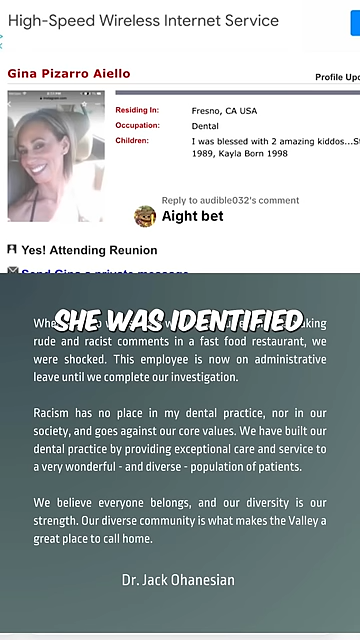 High-Speed Wireless Internet Service
Gina Pizarro Aiello
Profile Upd
Residing In: Fresno, CA USA
Occupation: Dental
Children: I was blessed with 2 amazing kiddos...St
1989, Kayla Born 1998
Reply to audible032's comment
Aight bet
Yes! Attending Reunion
Send Gina a private message
SHE WAS IDENTIFIED
rude and racist comments in a fast food restaurant, we
were shocked. This employee is now on administrative
leave until we complete our investigation.
Racism has no place in my dental practice, nor in our
society, and goes against our core values. We have built our
dental practice by providing exceptional care and service to
a very wonderful - and diverse - population of patients.
We believe everyone belongs, and our diversity is our
strength. Our diverse community is what makes the Valley a
great place to call home.
Dr. Jack Ohanesian